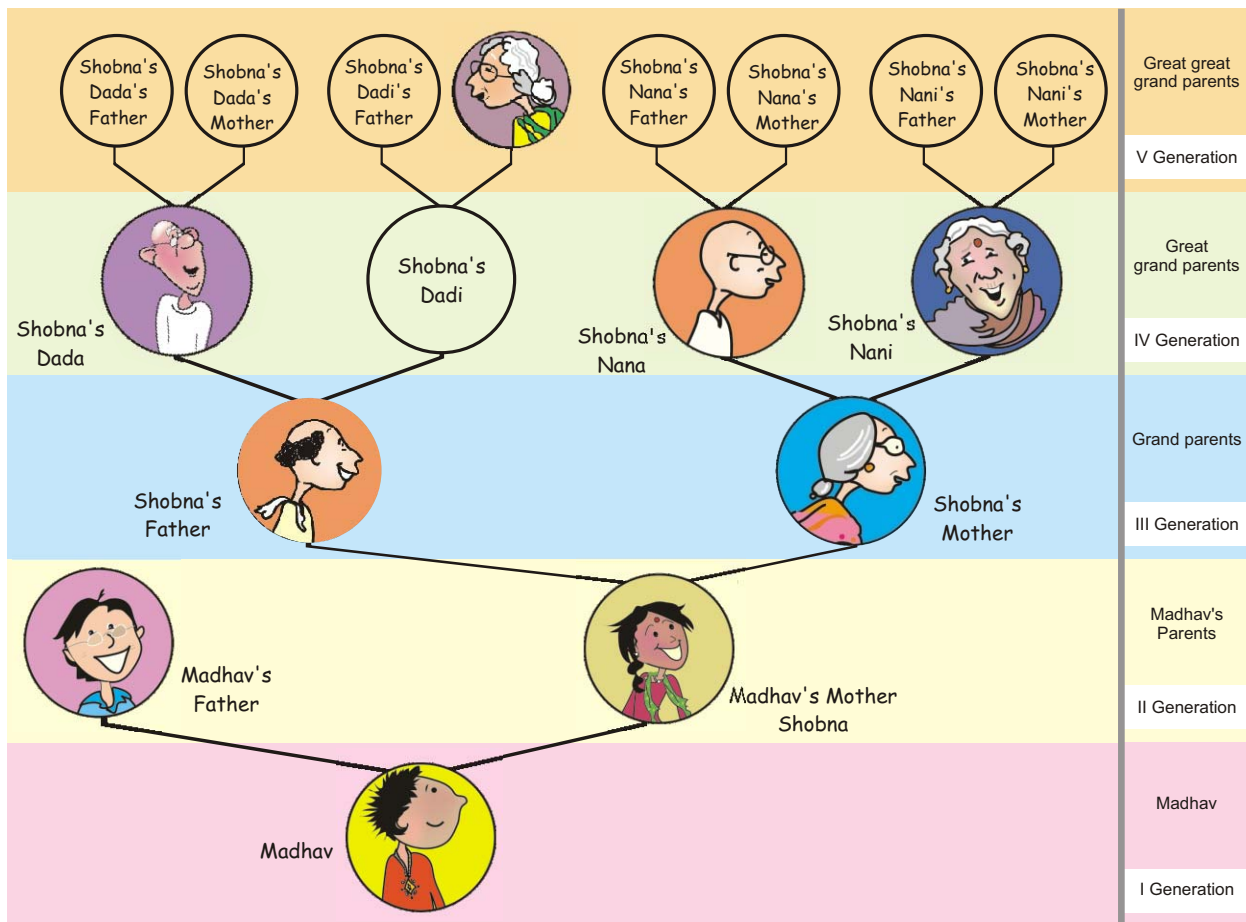 Shobna's
Dada's
Father
Shobna's
Dada's
Mother
Shobna's
Dadi's
Father
Shobna's
Nana's
Father
Shobna's
Nana's
Mother
Shobna's
Nani's
Father
Shobna's
Nani's
Mother
Great great
grand parents
V Generation
Shobna's
Dada
Shobna's
Dadi
Shobna's
Nana
Shobna's
Nani
Great
grand parents
IV Generation
Shobna's
Father
Shobna's
Mother
Grand parents
III Generation
Madhav's
Father
Madhav's Mother
Shobna
Madhav's
Parents
II Generation
Madhav
Madhav
I Generation